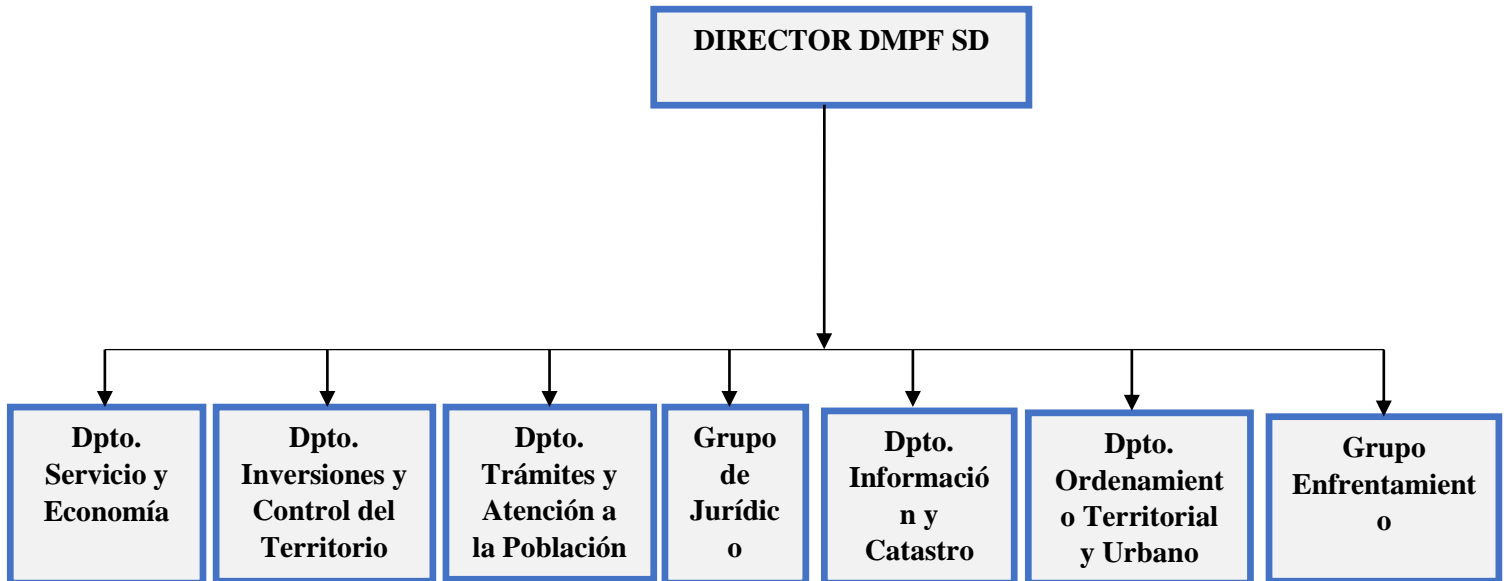 DIRECTOR DMPF SD
Dpto.
Servicio y
Economía
Dpto.
Inversiones y
Control del
Territorio
Dpto.
Trámites y
Atención a
la Población
Grupo
de
Jurídic
o
Dpto.
Informació
n y
Catastro
Dpto.
Ordenamient
o Territorial
y Urbano
Grupo
Enfrentamient
o